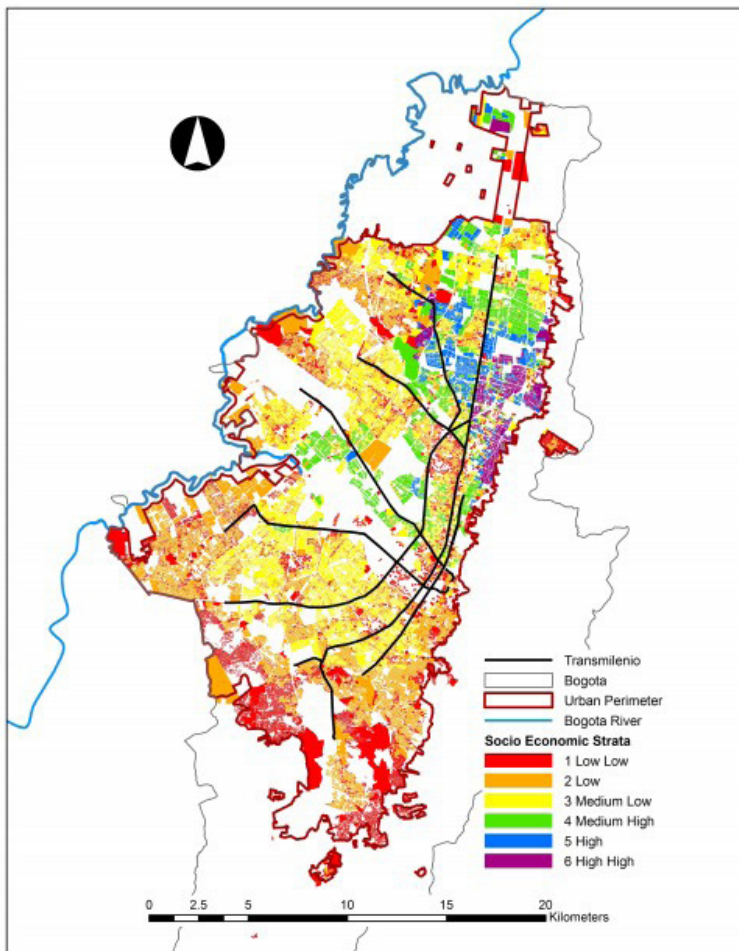 Transmilenio
Bogota
Urban Perimeter
Bogota River
Socio Economic Strata
1 Low Low
2 Low
3 Medium Low
4 Medium High
5 High
6 High High
0 2.5 5 10 15 20
Kilometers